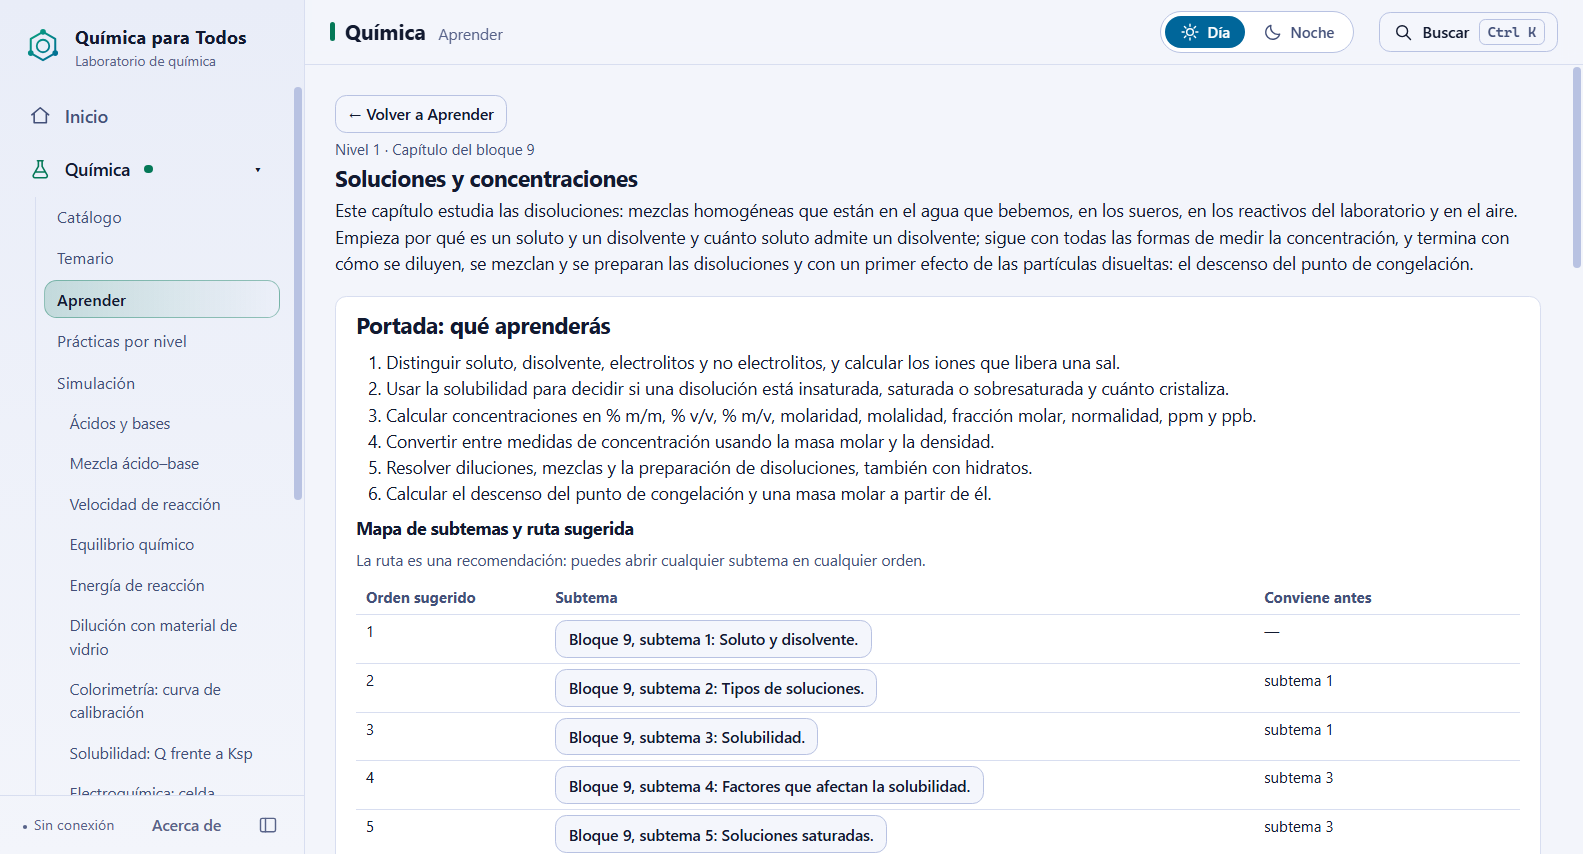 Química para Todos
Laboratorio de química
Inicio
Química
Catálogo
Temario
Aprender
Prácticas por nivel
Simulación
Ácidos y bases
Mezcla ácido–base
Velocidad de reacción
Equilibrio químico
Energía de reacción
Dilución con material de
vidrio
Colorimetría: curva de
calibración
Solubilidad: Q frente a Ksp
Electroquímica: celda
Sin conexión
Acerca de
Química Aprender
Día
Noche
Buscar Ctrl K
← Volver a Aprender
Nivel 1 · Capítulo del bloque 9
Soluciones y concentraciones
Este capítulo estudia las disoluciones: mezclas homogéneas que están en el agua que bebemos, en los sueros, en los reactivos del laboratorio y en el aire.
Empieza por qué es un soluto y un disolvente y cuánto soluto admite un disolvente; sigue con todas las formas de medir la concentración, y termina con
cómo se diluyen, se mezclan y se preparan las disoluciones y con un primer efecto de las partículas disueltas: el descenso del punto de congelación.
Portada: qué aprenderás
1. Distinguir soluto, disolvente, electrolitos y no electrolitos, y calcular los iones que libera una sal.
2. Usar la solubilidad para decidir si una disolución está insaturada, saturada o sobresaturada y cuánto cristaliza.
3. Calcular concentraciones en % m/m, % v/v, % m/v, molaridad, molalidad, fracción molar, normalidad, ppm y ppb.
4. Convertir entre medidas de concentración usando la masa molar y la densidad.
5. Resolver diluciones, mezclas y la preparación de disoluciones, también con hidratos.
6. Calcular el descenso del punto de congelación y una masa molar a partir de él.
Mapa de subtemas y ruta sugerida
La ruta es una recomendación: puedes abrir cualquier subtema en cualquier orden.
Orden sugerido Subtema Conviene antes
1 Bloque 9, subtema 1: Soluto y disolvente. —
2 Bloque 9, subtema 2: Tipos de soluciones. subtema 1
3 Bloque 9, subtema 3: Solubilidad. subtema 1
4 Bloque 9, subtema 4: Factores que afectan la solubilidad. subtema 3
5 Bloque 9, subtema 5: Soluciones saturadas. subtema 3